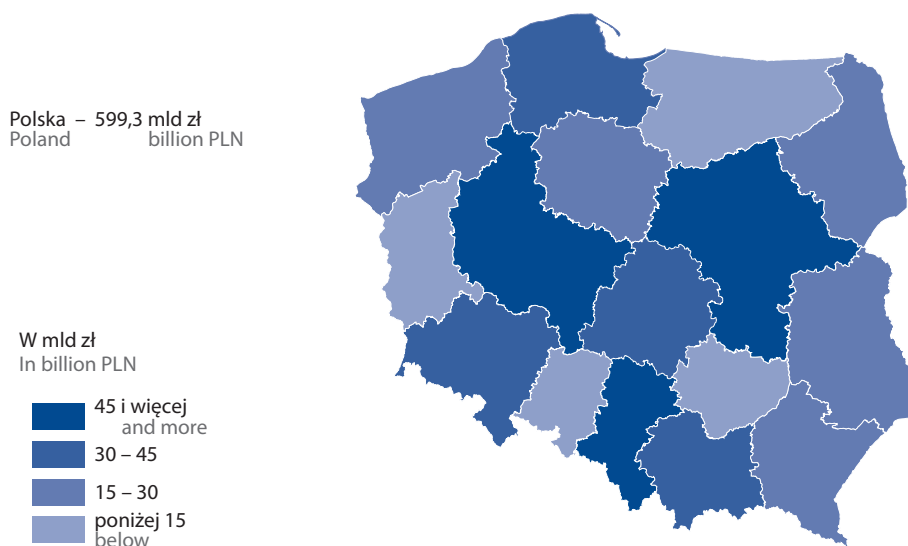 Polska – 599,3 mld zł
Poland billion PLN
W mld zł
In billion PLN
45 i więcej
and more
30 – 45
15 – 30
poniżej 15
below